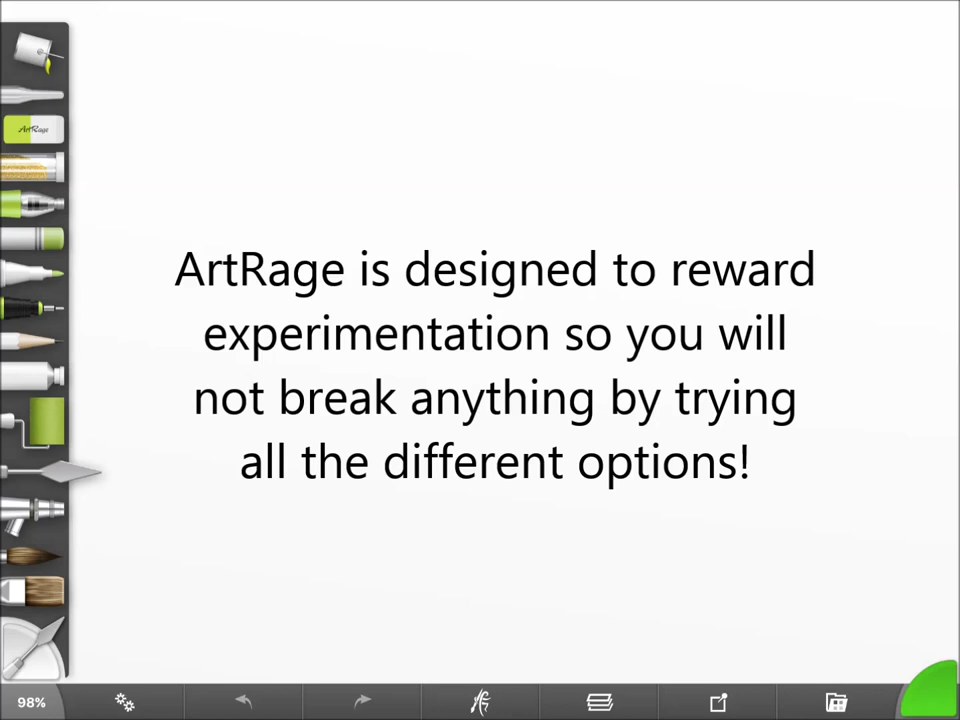 ArtRage
ArtRage is designed to reward
experimentation so you will
not break anything by trying
all the different options!
98%